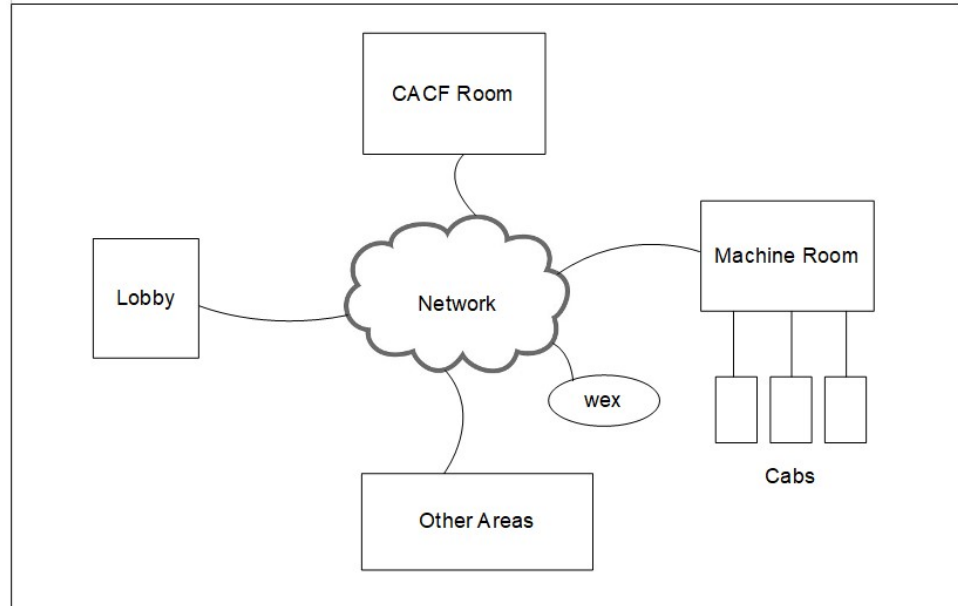 CACF Room
Machine Room
Lobby
Network
wex
Cabs
Other Areas